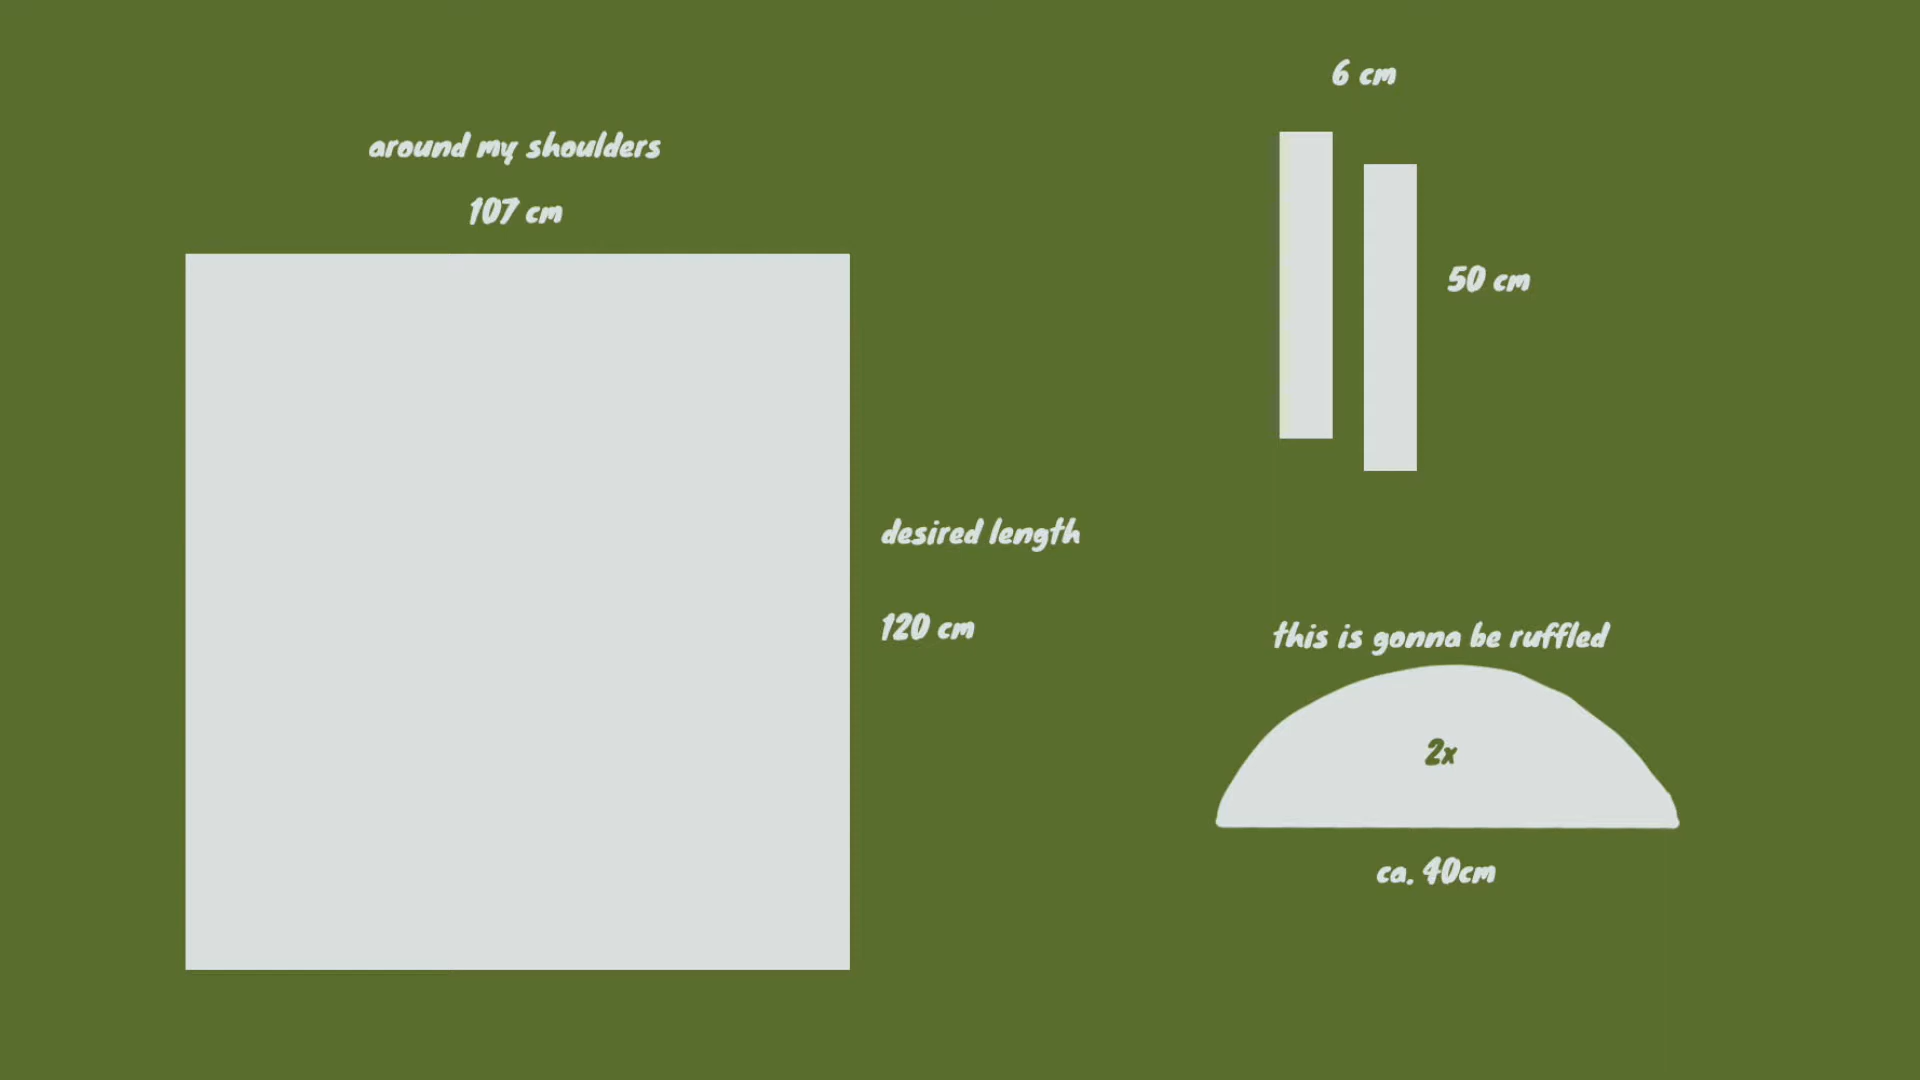 around my shoulders
107 cm
desired length
120 cm
6 cm
50 cm
this is gonna be ruffled
2x
ca. 40cm